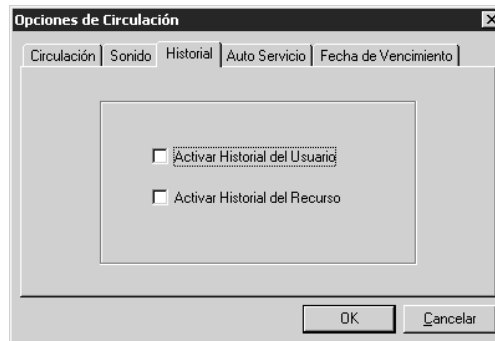 Opciones de Circulación
Circulación Sonido Historial Auto Servicio Fecha de Vencimiento
Activar Historial del Usuario
Activar Historial del Recurso
OK Cancelar